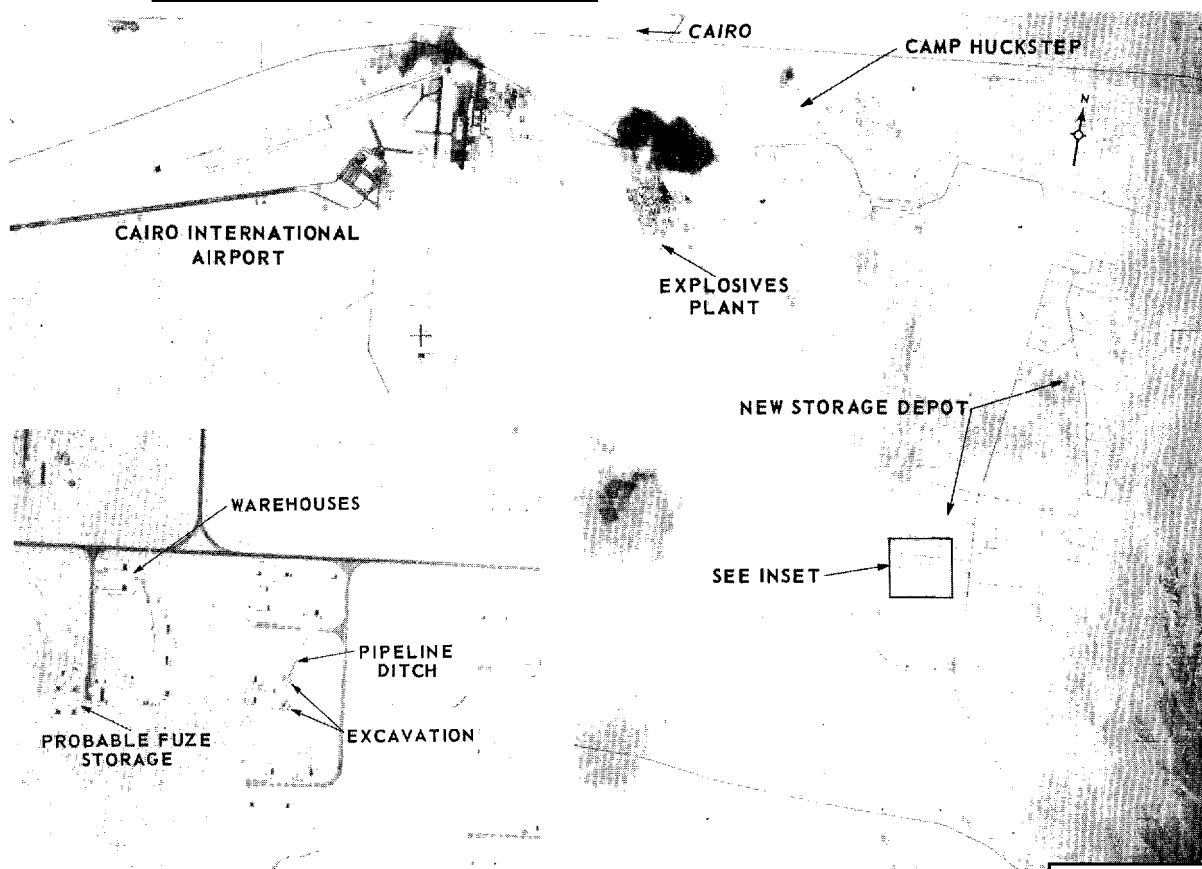 CAIRO
CAMP HUCKSTEP
N
CAIRO INTERNATIONAL
AIRPORT
EXPLOSIVES
PLANT
NEW STORAGE DEPOT
SEE INSET
WAREHOUSES
PIPELINE
DITCH
EXCAVATION
PROBABLE FUZE
STORAGE